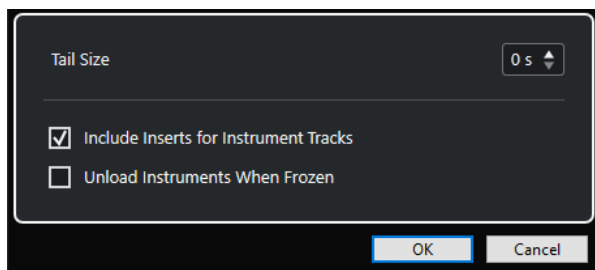 Tail Size
0 s
Include Inserts for Instrument Tracks
Unload Instruments When Frozen
OK
Cancel